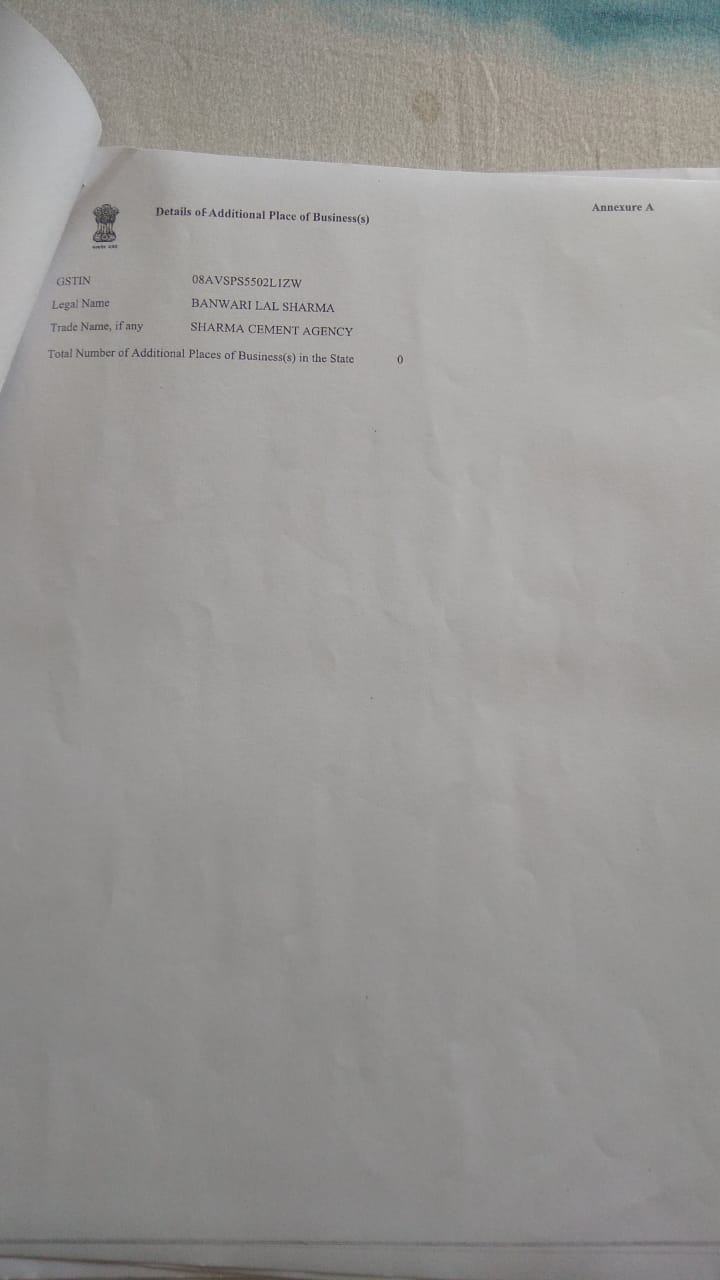 Details of Additional Place of Business(s)
Annexure A
GSTIN 08AVSPS5502L1ZW
Legal Name BANWARI LAL SHARMA
Trade Name, if any SHARMA CEMENT AGENCY
Total Number of Additional Places of Business(s) in the State 0